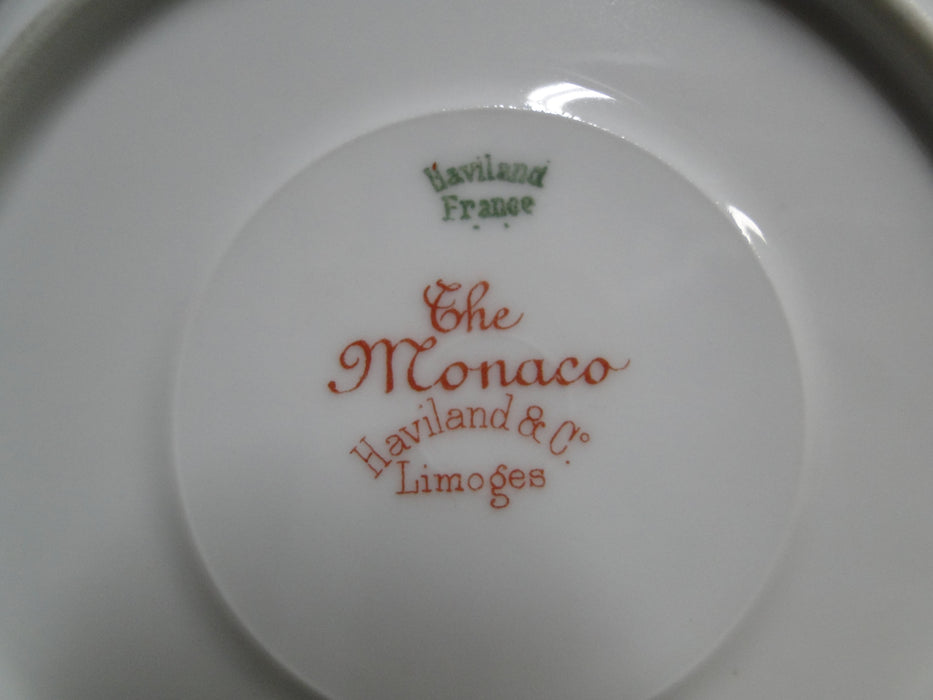 Haviland
France
The
Monaco
Haviland & Co.
Limoges